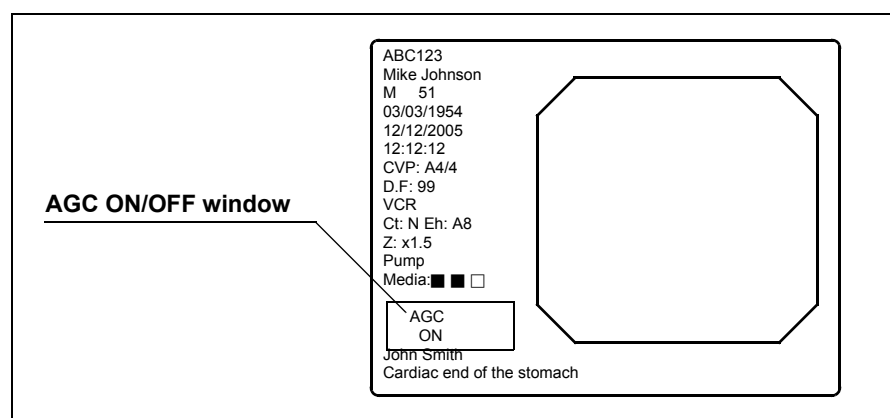 ABC123
Mike Johnson
M 51
03/03/1954
12/12/2005
12:12:12
CVP: A4/4
D.F: 99
VCR
Ct: N Eh: A8
Z: x1.5
Pump
Media:■ ■ □
AGC ON/OFF window
AGC
ON
John Smith
Cardiac end of the stomach